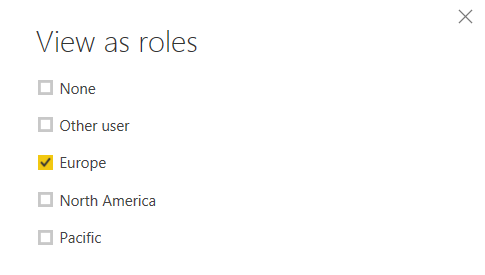 View as roles
None
Other user
Europe
North America
Pacific